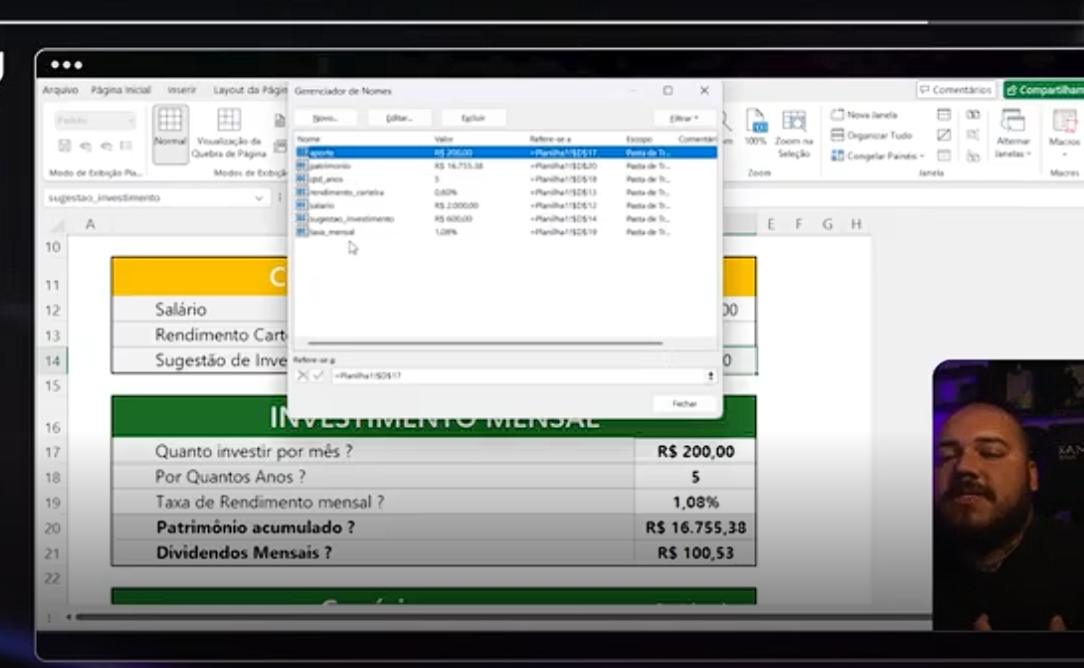 Arquivo Página Inicial Inserir Layout da Págin
Comentários Compartilham
Padrão
Normal
Visualização da
Quebra de Página
Modo de Exibição Pla...
Modos de Exibiçã
100%
Zoom na
Seleção
Zoom
Nova Janela
Organizar Tudo
Congelar Painéis
Janela
Alternar
Janelas
Macros
Macros
sugestao_investimento
Gerenciador de Nomes
Novo... Editar... Excluir Filtrar
Nome Valor Refere-se a Escopo Comentári
aporte R$ 200,00 =Planilha1!$D$17 Pasta de Tr...
patrimonio R$ 16.755,38 =Planilha1!$D$20 Pasta de Tr...
qtd_anos 5 =Planilha1!$D$18 Pasta de Tr...
rendimento_carteira 0,60% =Planilha1!$D$13 Pasta de Tr...
salario R$ 2.000,00 =Planilha1!$D$12 Pasta de Tr...
sugestao_investimento R$ 600,00 =Planilha1!$D$14 Pasta de Tr...
taxa_mensal 1,08% =Planilha1!$D$19 Pasta de Tr...
Refere-se a:
=Planilha1!$D$17
Fechar
A E F G H
10
11 C
12 Salário 00
13 Rendimento Cart
14 Sugestão de Inve 0
15
16 INVESTIMENTO MENSAL
17 Quanto investir por mês ? R$ 200,00
18 Por Quantos Anos ? 5
19 Taxa de Rendimento mensal ? 1,08%
20 Patrimônio acumulado ? R$ 16.755,38
21 Dividendos Mensais ? R$ 100,53
22